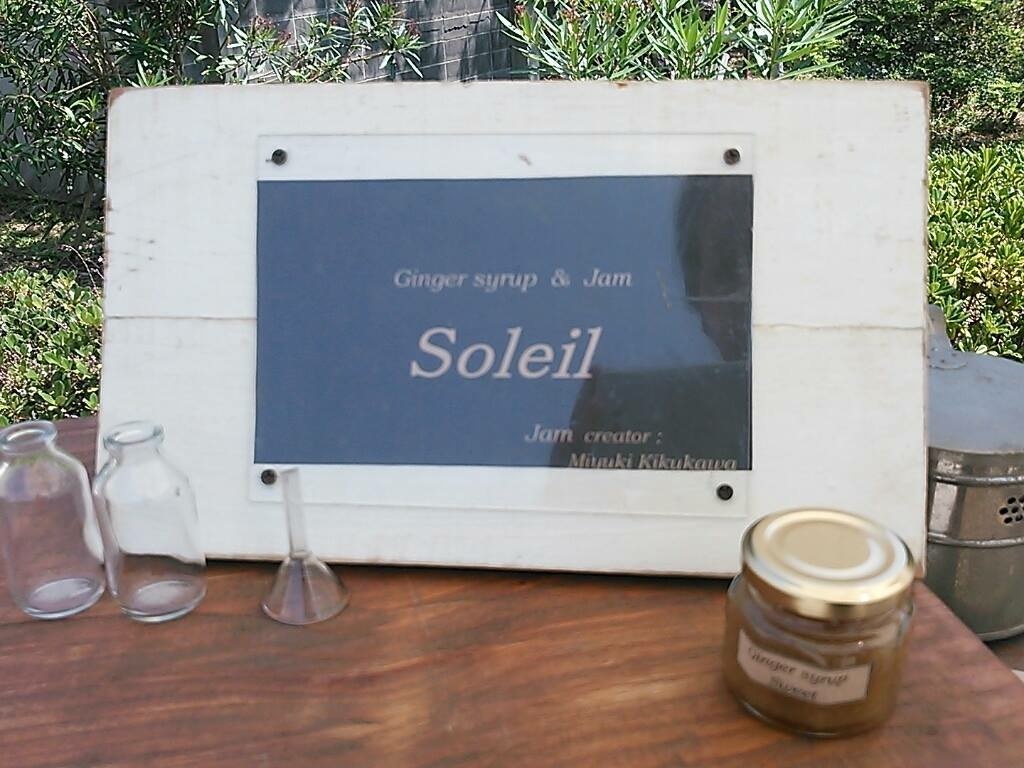 Ginger syrup & Jam
Soleil
Jam creator :
Miyuki Kikukawa
Ginger syrup
Sweet